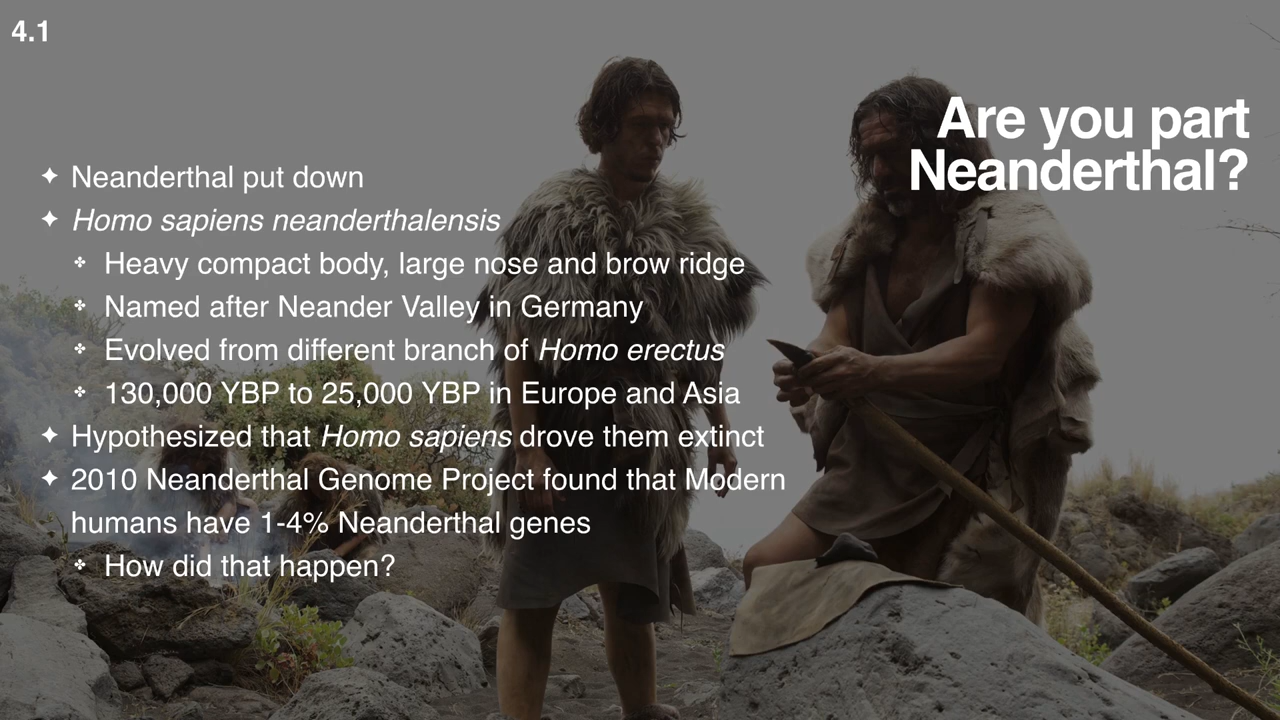 4.1
Are you part
Neanderthal?
✦ Neanderthal put down
✦ Homo sapiens neanderthalensis
✤ Heavy compact body, large nose and brow ridge
✤ Named after Neander Valley in Germany
✤ Evolved from different branch of Homo erectus
✤ 130,000 YBP to 25,000 YBP in Europe and Asia
✦ Hypothesized that Homo sapiens drove them extinct
✦ 2010 Neanderthal Genome Project found that Modern
humans have 1-4% Neanderthal genes
✤ How did that happen?